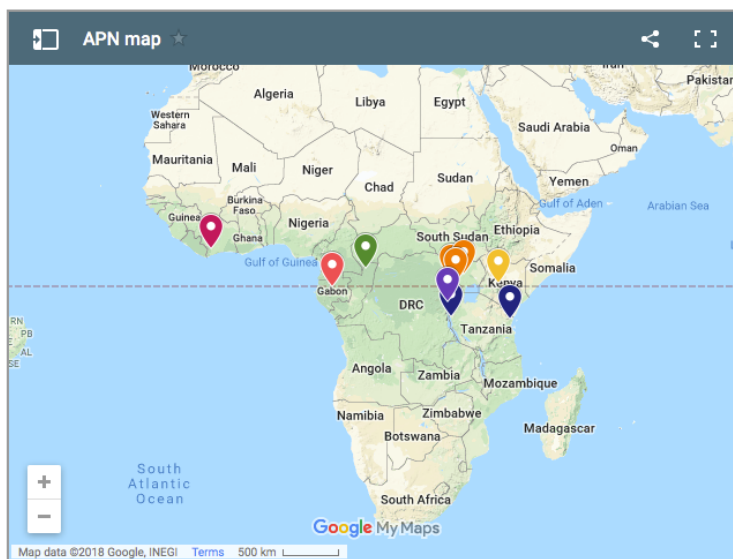 APN map
Morocco
Iran
Pakistan
Algeria
Libya
Egypt
Western
Sahara
Saudi Arabia
Oman
Mauritania
Mali
Niger
Chad
Sudan
Yemen
Gulf of Aden
Arabian Sea
Burkina
Faso
Guinea
Nigeria
Ghana
South Sudan
Ethiopia
Gulf of Guinea
Somalia
Kenya
Gabon
DRC
RN
PB
AL
SE
Tanzania
Angola
Zambia
Mozambique
Namibia
Zimbabwe
Botswana
Madagascar
South
Atlantic
Ocean
South Africa
Google My Maps
Map data ©2018 Google, INEGI Terms 500 km